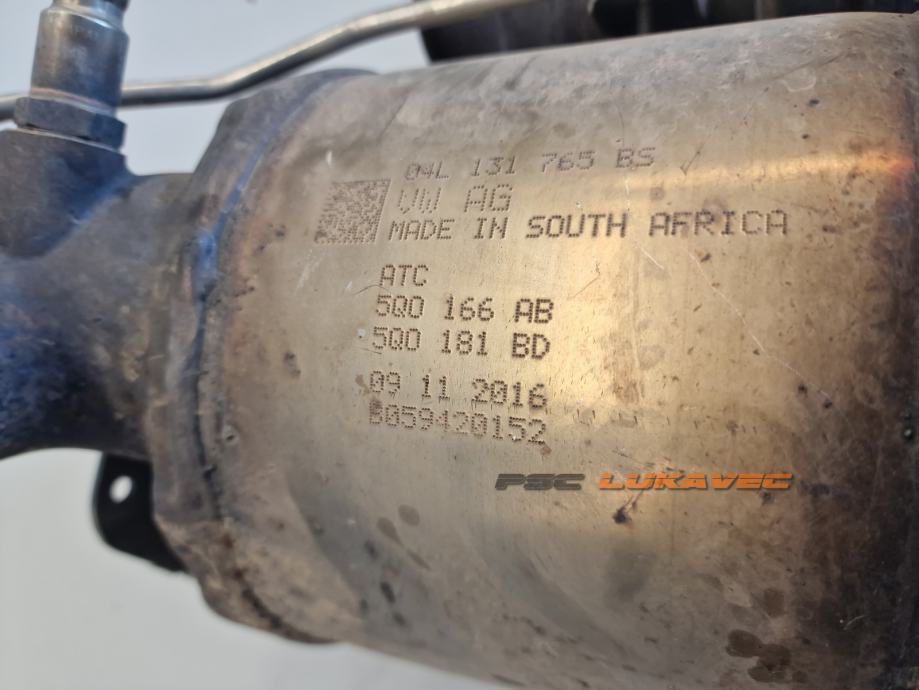 04L 131 765 BS
VW AG
MADE IN SOUTH AFRICA
ATC
5Q0 166 AB
5Q0 181 BD
09 11 2016
B059420152
PSC LUKAVEC